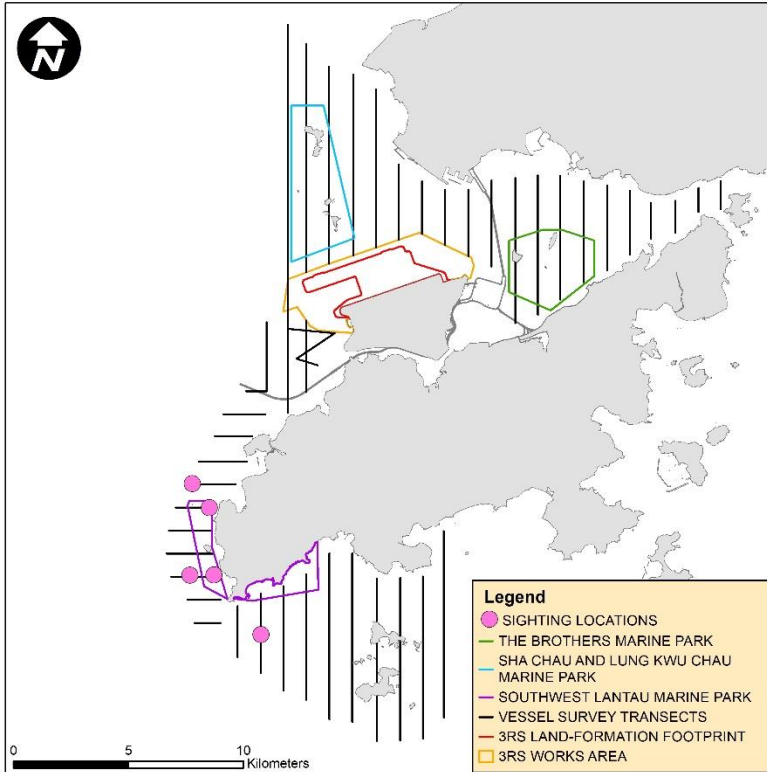 N
Legend
SIGHTING LOCATIONS
THE BROTHERS MARINE PARK
SHA CHAU AND LUNG KWU CHAU
MARINE PARK
SOUTHWEST LANTAU MARINE PARK
VESSEL SURVEY TRANSECTS
3RS LAND-FORMATION FOOTPRINT
3RS WORKS AREA
0 5 10
Kilometers